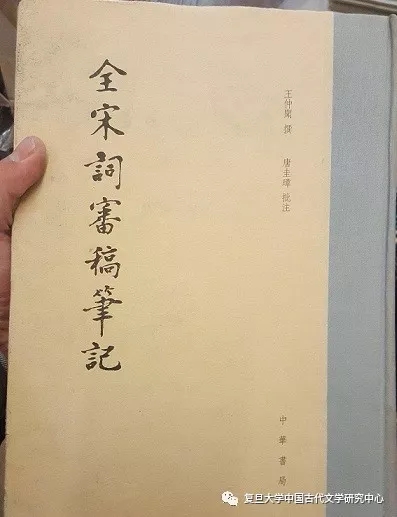 全宋詞審稿筆記
王仲聞 撰
唐圭璋 批注
中華書局
复旦大学中国古代文学研究中心